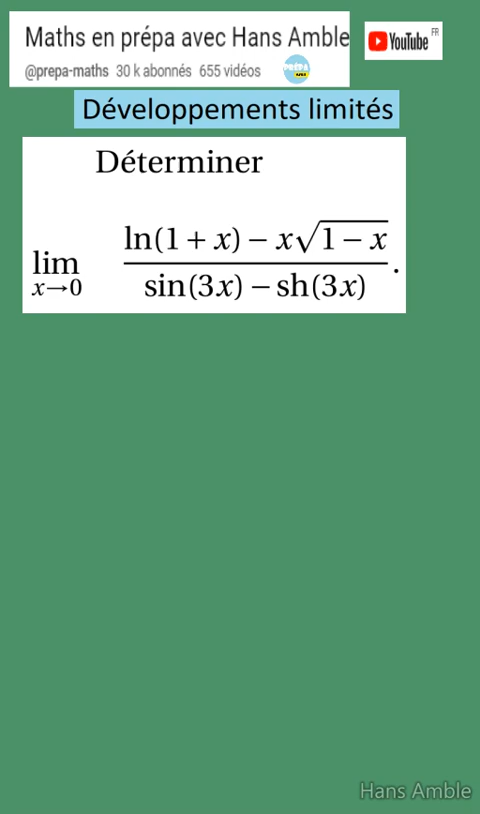 Maths en prépa avec Hans Amble
YouTube FR
@prepa-maths 30 k abonnés 655 vidéos
PRÉPA
Développements limités
Déterminer
lim x→0 (ln(1 + x) − x√(1 − x)) / (sin(3x) − sh(3x)).
Hans Amble